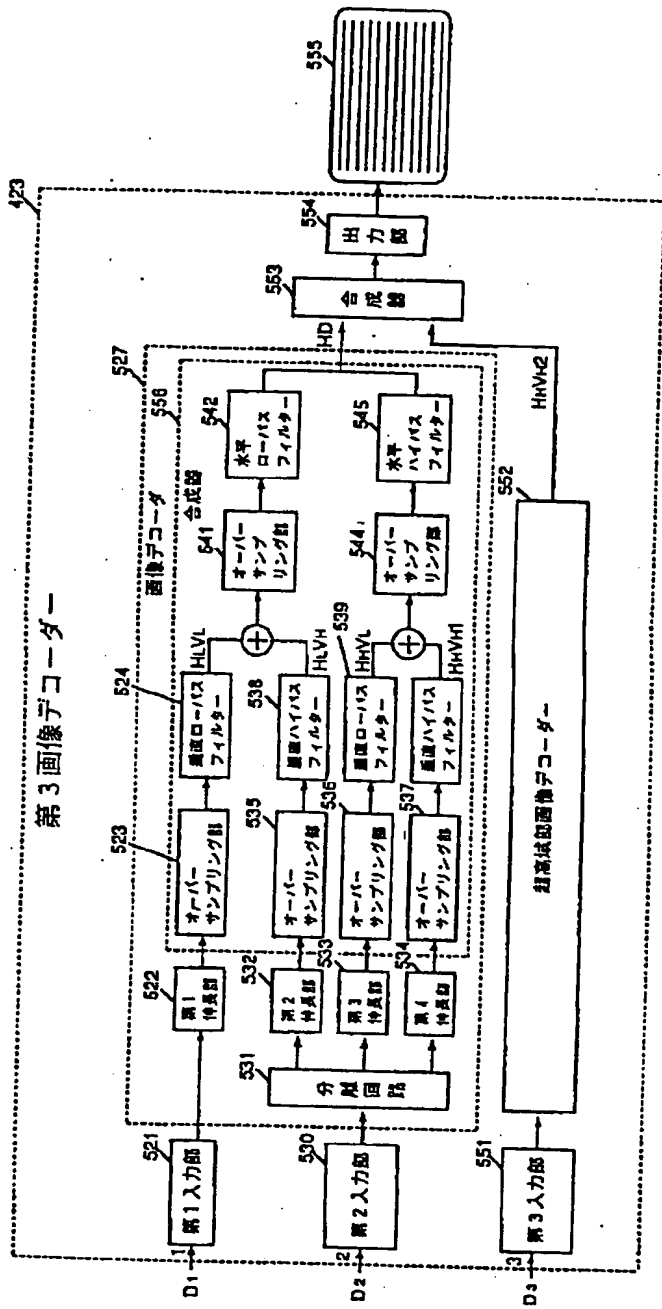 第3画像デコーダー
423
画像デコーダ
527
合成器
556
D1
1
521
第1入力部
522
第1
伸長部
523
オーバー
サンプリング部
524
垂直ローパス
フィルター
HLVL
541
オーバー
サンプ
リング部
542
水平
ローパス
フィルター
HD
553
合成器
554
出力部
555
D2
2
530
第2入力部
531
分離回路
532
第2
伸長部
535
オーバー
サンプリング部
538
垂直ハイパス
フィルター
HLVH
533
第3
伸長部
536
オーバー
サンプリング部
539
垂直ローパス
フィルター
HHVL
534
第4
伸長部
537
オーバー
サンプリング部
垂直ハイパス
フィルター
HHVH1
544
オーバー
サンプ
リング部
545
水平
ハイパス
フィルター
D3
3
551
第3入力部
552
超高域部画像デコーダー
HHVH2